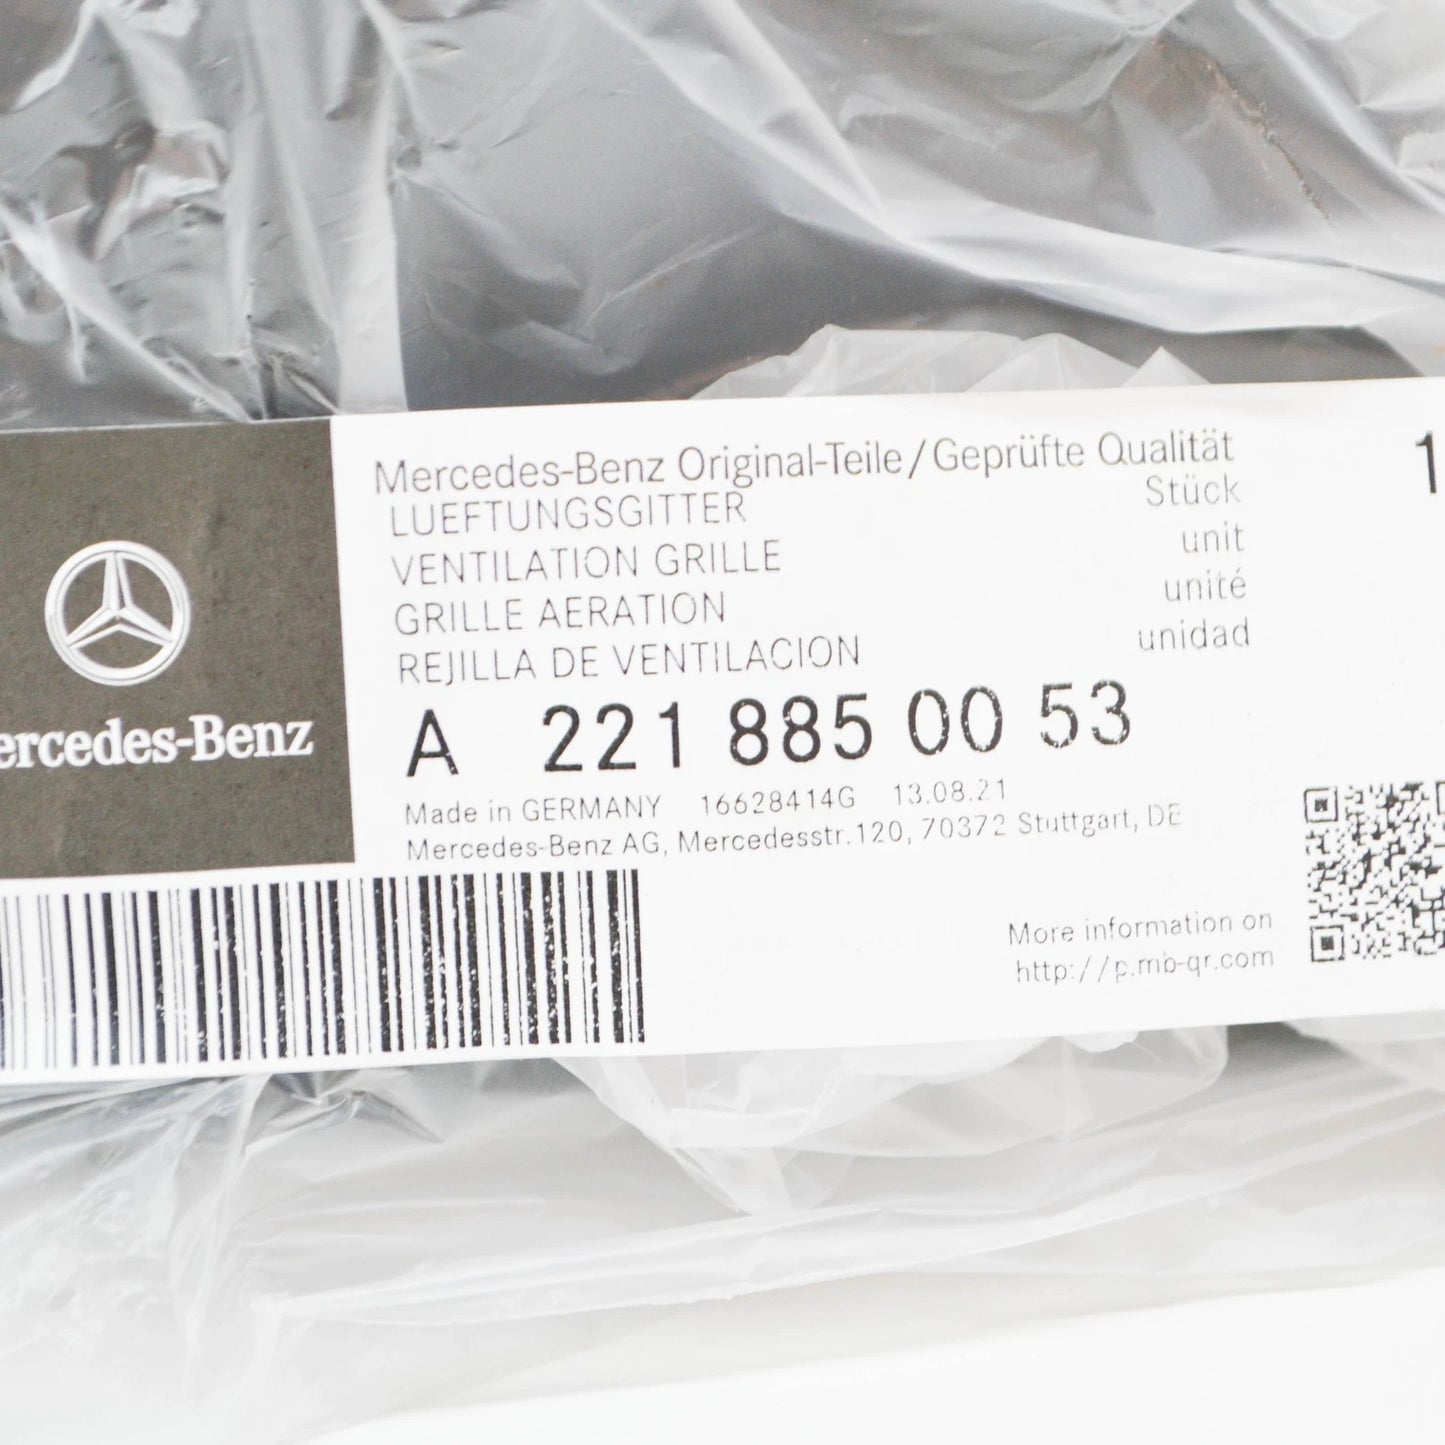 Mercedes-Benz Original-Teile/Geprüfte Qualität 1
LUEFTUNGSGITTER Stück
VENTILATION GRILLE unit
GRILLE AERATION unité
REJILLA DE VENTILACION unidad
ercedes-Benz
A 221 885 00 53
Made in GERMANY 16628414G 13.08.21
Mercedes-Benz AG, Mercedesstr.120, 70372 Stuttgart, DE
More information on
http://p.mb-qr.com